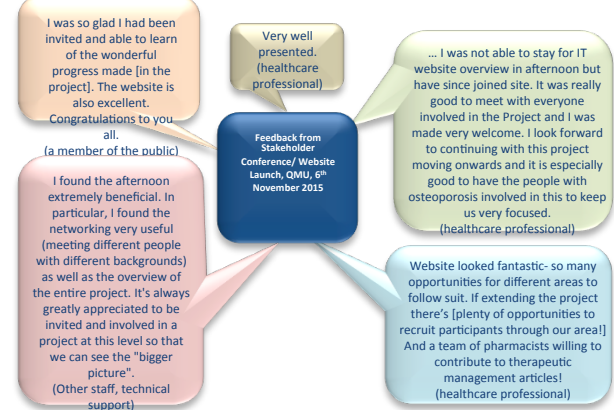 I was so glad I had been
invited and able to learn
of the wonderful
progress made [in the
project]. The website is
also excellent.
Congratulations to you
all.
(a member of the public)
Very well
presented.
(healthcare
professional)
... I was not able to stay for IT
website overview in afternoon but
have since joined site. It was really
good to meet with everyone
involved in the Project and I was
made very welcome. I look forward
to continuing with this project
moving onwards and it is especially
good to have the people with
osteoporosis involved in this to keep
us very focused.
(healthcare professional)
Feedback from
Stakeholder
Conference/ Website
Launch, QMU, 6th
November 2015
I found the afternoon
extremely beneficial. In
particular, I found the
networking very useful
(meeting different people
with different backgrounds)
as well as the overview of
the entire project. It's always
greatly appreciated to be
invited and involved in a
project at this level so that
we can see the "bigger
picture".
(Other staff, technical
support)
Website looked fantastic- so many
opportunities for different areas to
follow suit. If extending the project
there's [plenty of opportunities to
recruit participants through our area!]
And a team of pharmacists willing to
contribute to therapeutic
management articles!
(healthcare professional)